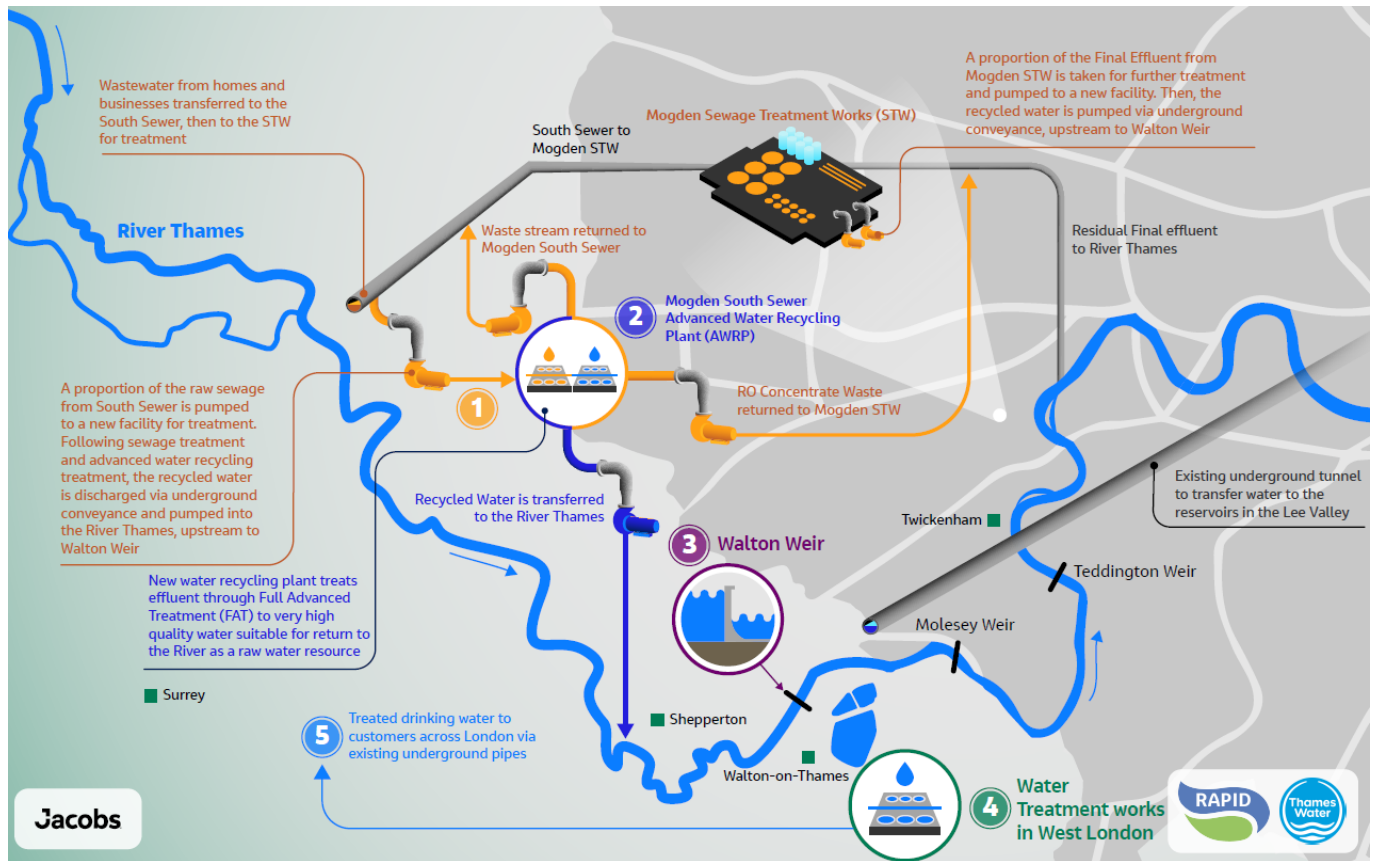 Wastewater from homes and
businesses transferred to the
South Sewer, then to the STW
for treatment
South Sewer to
Mogden STW
Mogden Sewage Treatment Works (STW)
A proportion of the Final Effluent from
Mogden STW is taken for further treatment
and pumped to a new facility. Then, the
recycled water is pumped via underground
conveyance, upstream to Walton Weir
River Thames
Waste stream returned to
Mogden South Sewer
Residual Final effluent
to River Thames
2
Mogden South Sewer
Advanced Water Recycling
Plant (AWRP)
A proportion of the raw sewage
from South Sewer is pumped
to a new facility for treatment.
Following sewage treatment
and advanced water recycling
treatment, the recycled water
is discharged via underground
conveyance and pumped into
the River Thames, upstream to
Walton Weir
1
RO Concentrate Waste
returned to Mogden STW
Existing underground tunnel
to transfer water to the
reservoirs in the Lee Valley
Recycled Water is transferred
to the River Thames
Twickenham
3
Walton Weir
Teddington Weir
New water recycling plant treats
effluent through Full Advanced
Treatment (FAT) to very high
quality water suitable for return to
the River as a raw water resource
Molesey Weir
Surrey
Shepperton
5
Treated drinking water to
customers across London via
existing underground pipes
Walton-on-Thames
4
Water
Treatment works
in West London
Jacobs
RAPID
Thames
Water